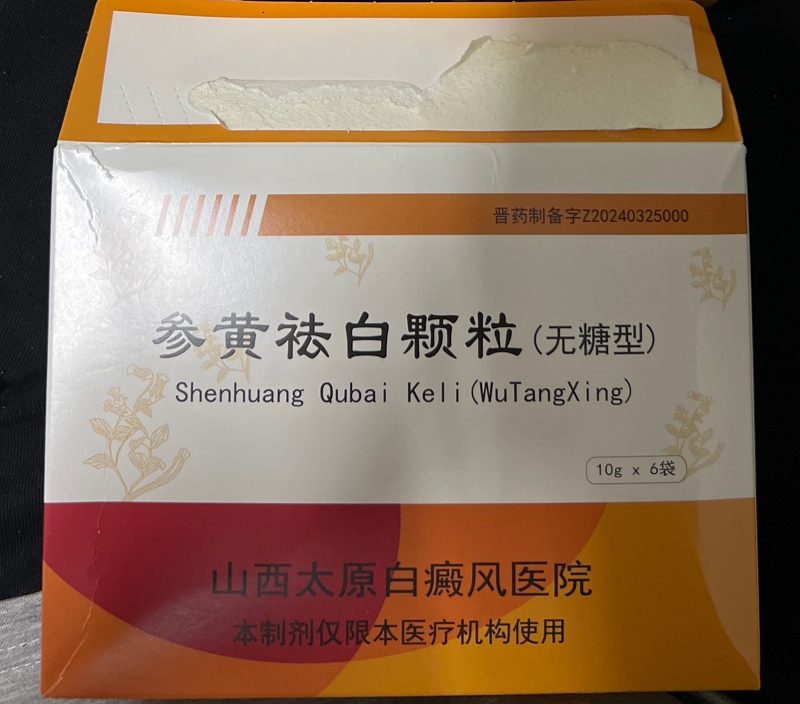 晋药制备字Z20240325000
参黄祛白颗粒(无糖型)
Shenhuang Qubai Keli(WuTangXing)
10g x 6袋
山西太原白癜风医院
本制剂仅限本医疗机构使用